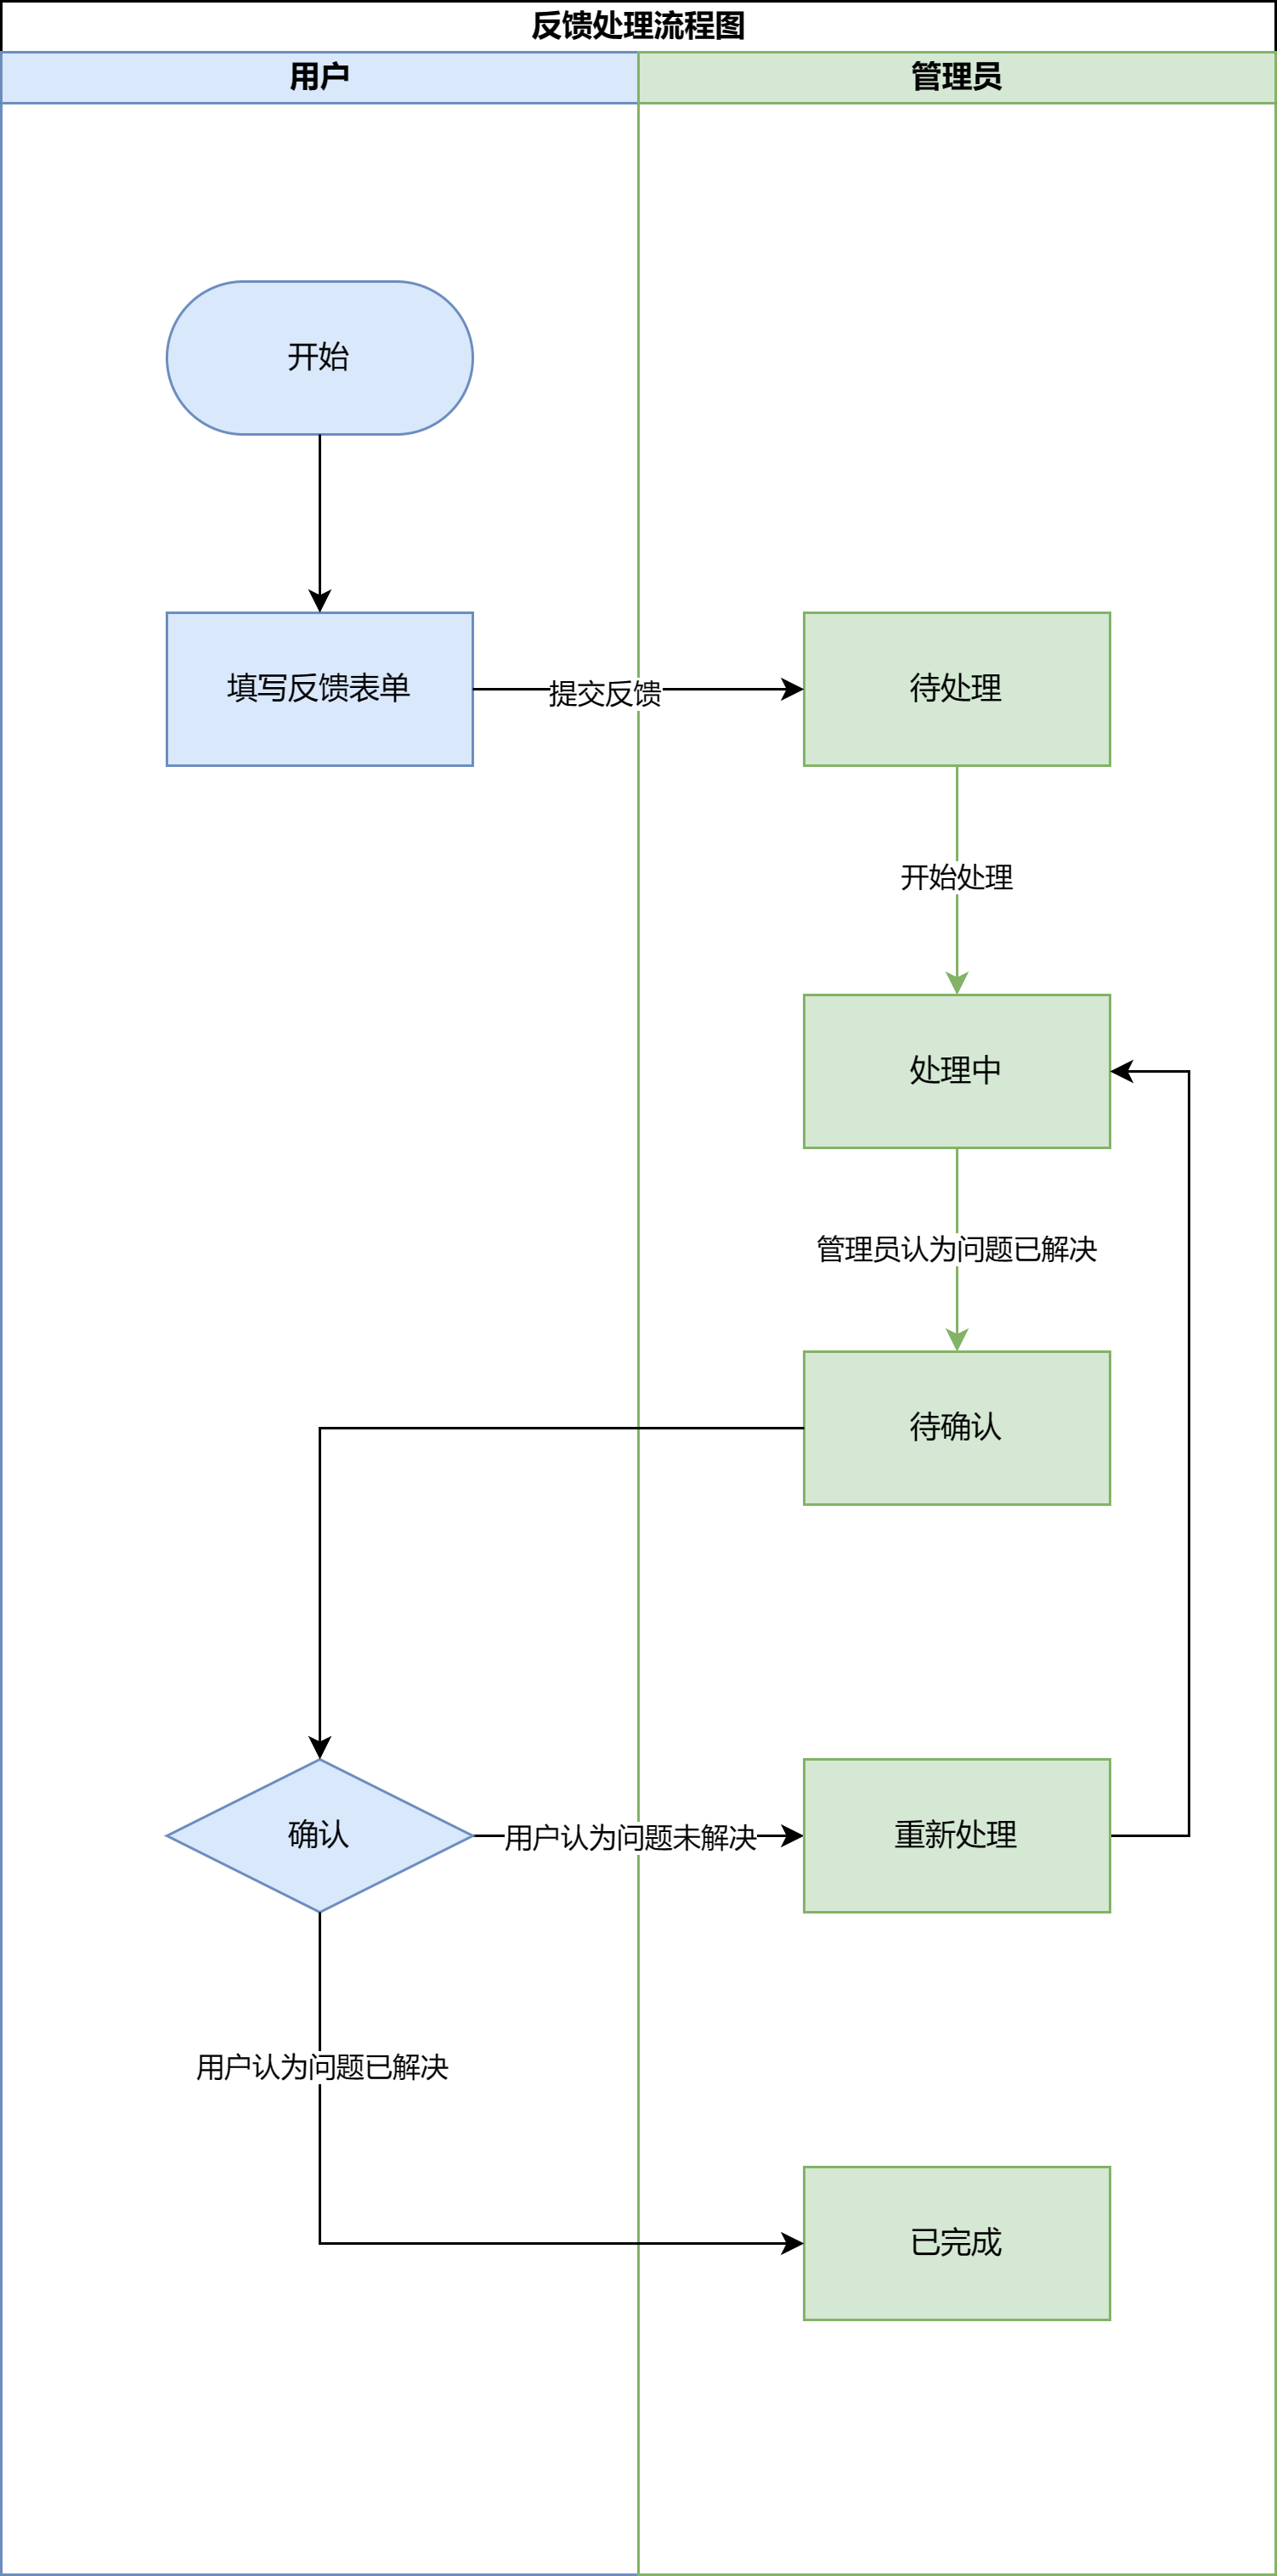 反馈处理流程图
用户
管理员
开始
填写反馈表单
提交反馈
待处理
开始处理
处理中
管理员认为问题已解决
待确认
确认
用户认为问题未解决
重新处理
用户认为问题已解决
已完成